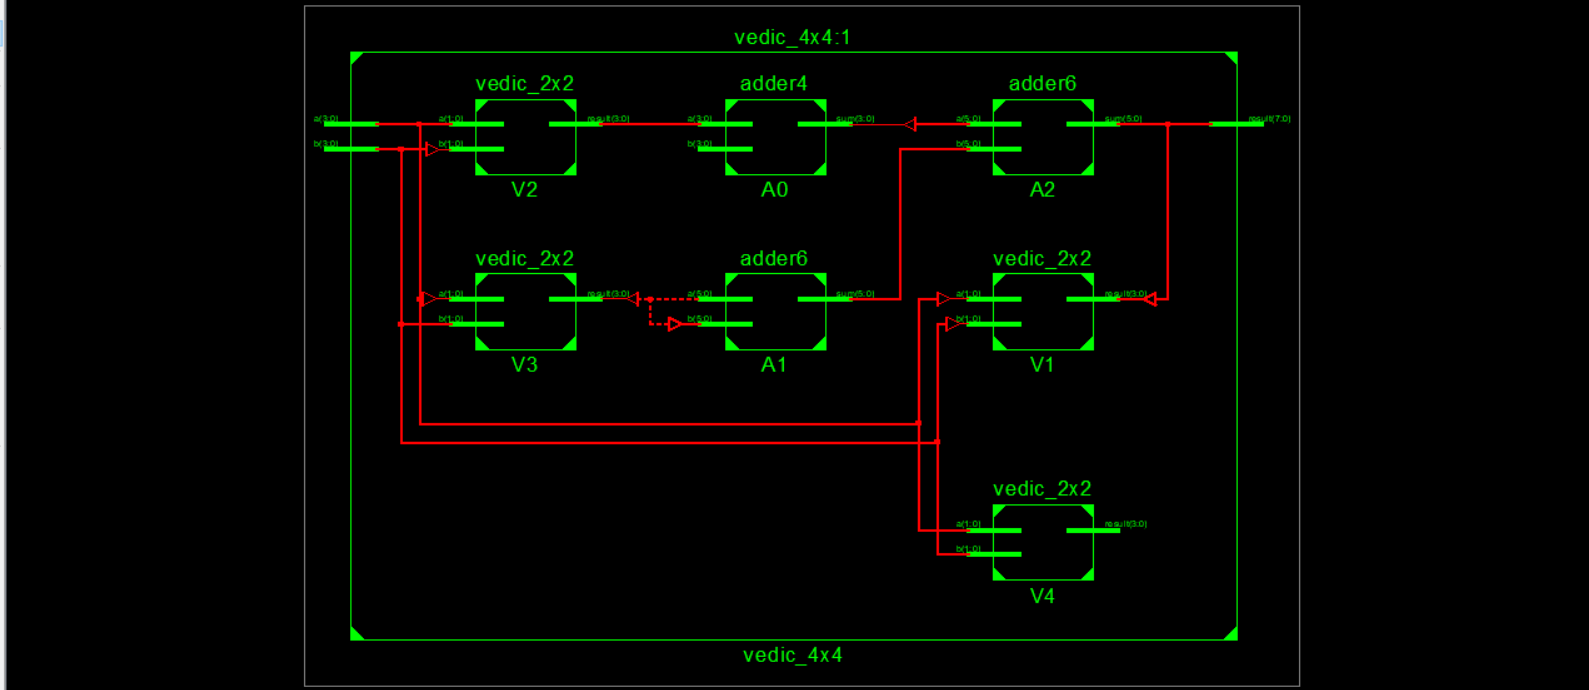 vedic_4x4:1
vedic_2x2 adder4 adder6
a(3:0) a(1:0) result(3:0) a(3:0) sum(3:0) a(5:0) sum(5:0) result(7:0)
b(3:0) b(1:0) b(3:0) b(5:0)
V2 A0 A2
vedic_2x2 adder6 vedic_2x2
a(1:0) result(3:0) a(5:0) sum(5:0) a(1:0) result(3:0)
b(1:0) b(5:0) b(1:0)
V3 A1 V1
vedic_2x2
a(1:0) result(3:0)
b(1:0)
V4
vedic_4x4